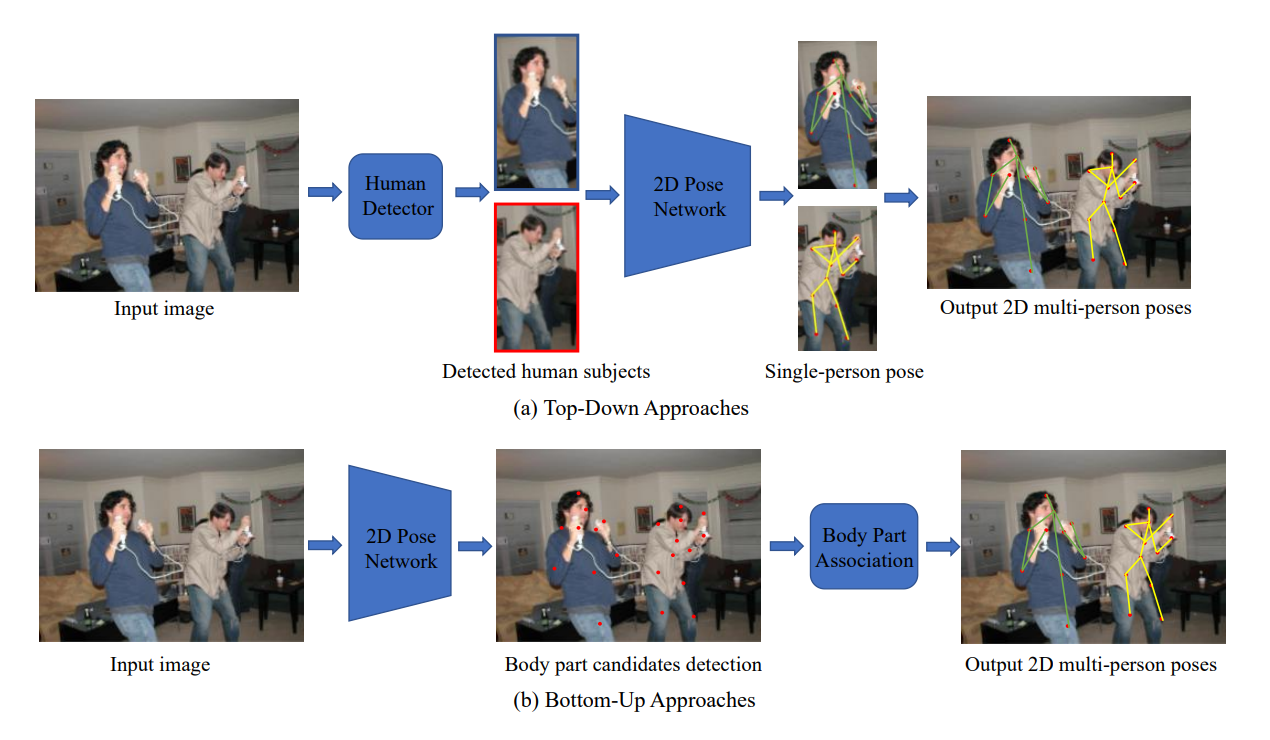 Human
Detector
2D Pose
Network
Input image
Output 2D multi-person poses
Detected human subjects
Single-person pose
(a) Top-Down Approaches
2D Pose
Network
Body Part
Association
Input image
Body part candidates detection
Output 2D multi-person poses
(b) Bottom-Up Approaches